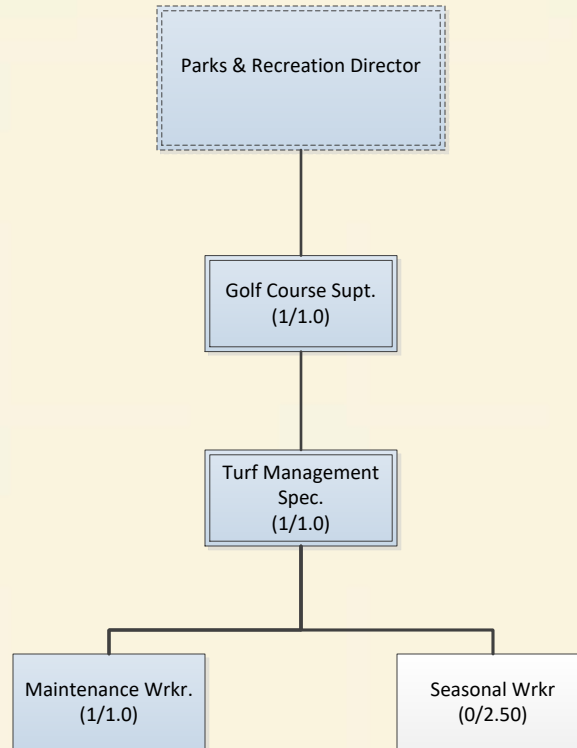 Parks & Recreation Director
Golf Course Supt.
(1/1.0)
Turf Management
Spec.
(1/1.0)
Maintenance Wrkr.
(1/1.0)
Seasonal Wrkr
(0/2.50)